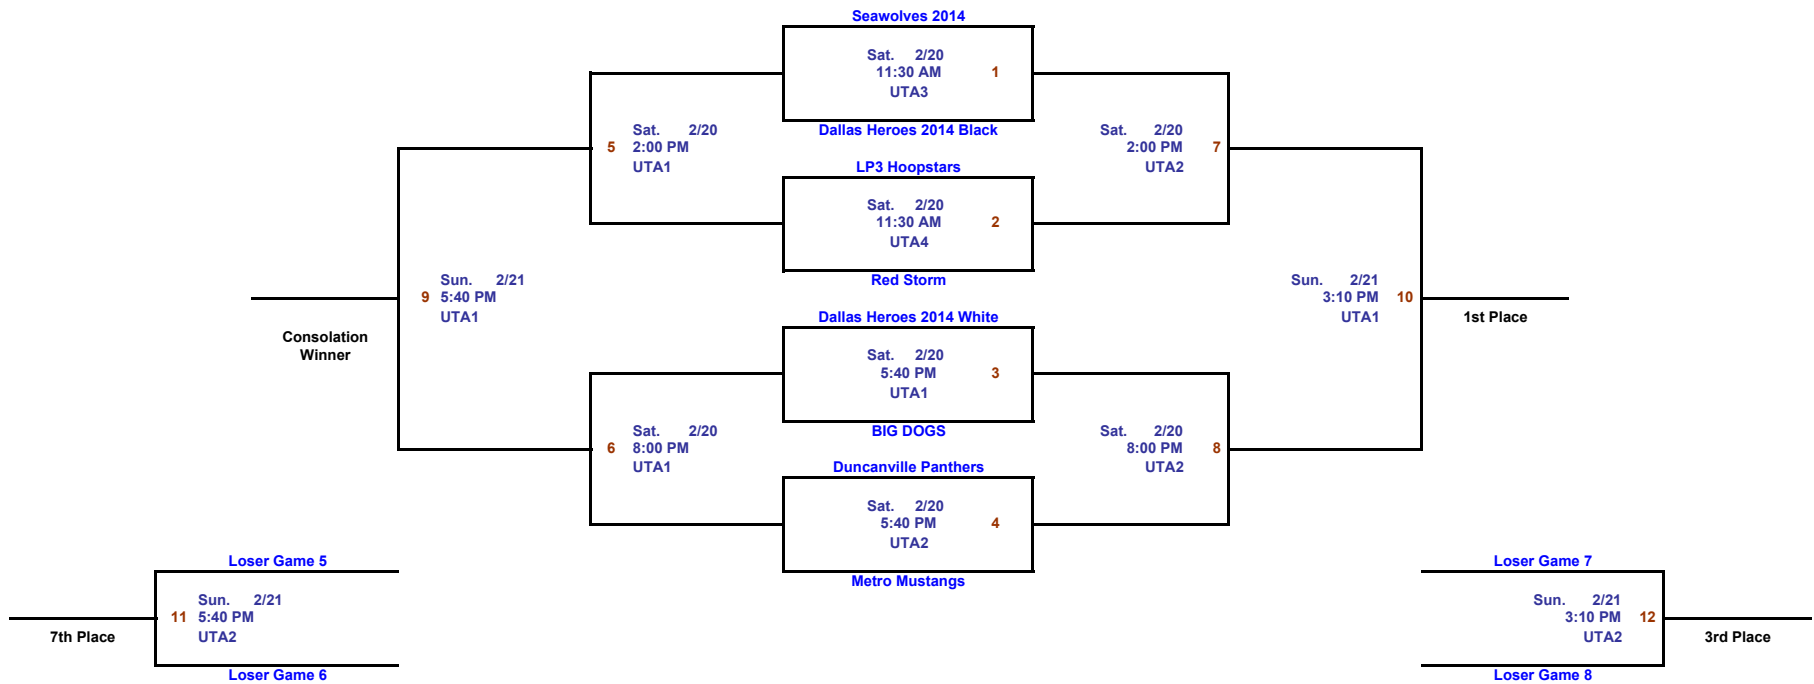 Seawolves 2014
Sat. 2/20
11:30 AM 1
UTA3
Dallas Heroes 2014 Black
Sat. 2/20
5 2:00 PM
UTA1
Sat. 2/20
2:00 PM 7
UTA2
LP3 Hoopstars
Sat. 2/20
11:30 AM 2
UTA4
Red Storm
Sun. 2/21
9 5:40 PM
UTA1
Consolation
Winner
Sun. 2/21
3:10 PM 10
UTA1
1st Place
Dallas Heroes 2014 White
Sat. 2/20
5:40 PM 3
UTA1
BIG DOGS
Sat. 2/20
6 8:00 PM
UTA1
Sat. 2/20
8:00 PM 8
UTA2
Duncanville Panthers
Sat. 2/20
5:40 PM 4
UTA2
Metro Mustangs
Loser Game 5
Sun. 2/21
11 5:40 PM
UTA2
7th Place
Loser Game 6
Loser Game 7
Sun. 2/21
3:10 PM 12
UTA2
3rd Place
Loser Game 8